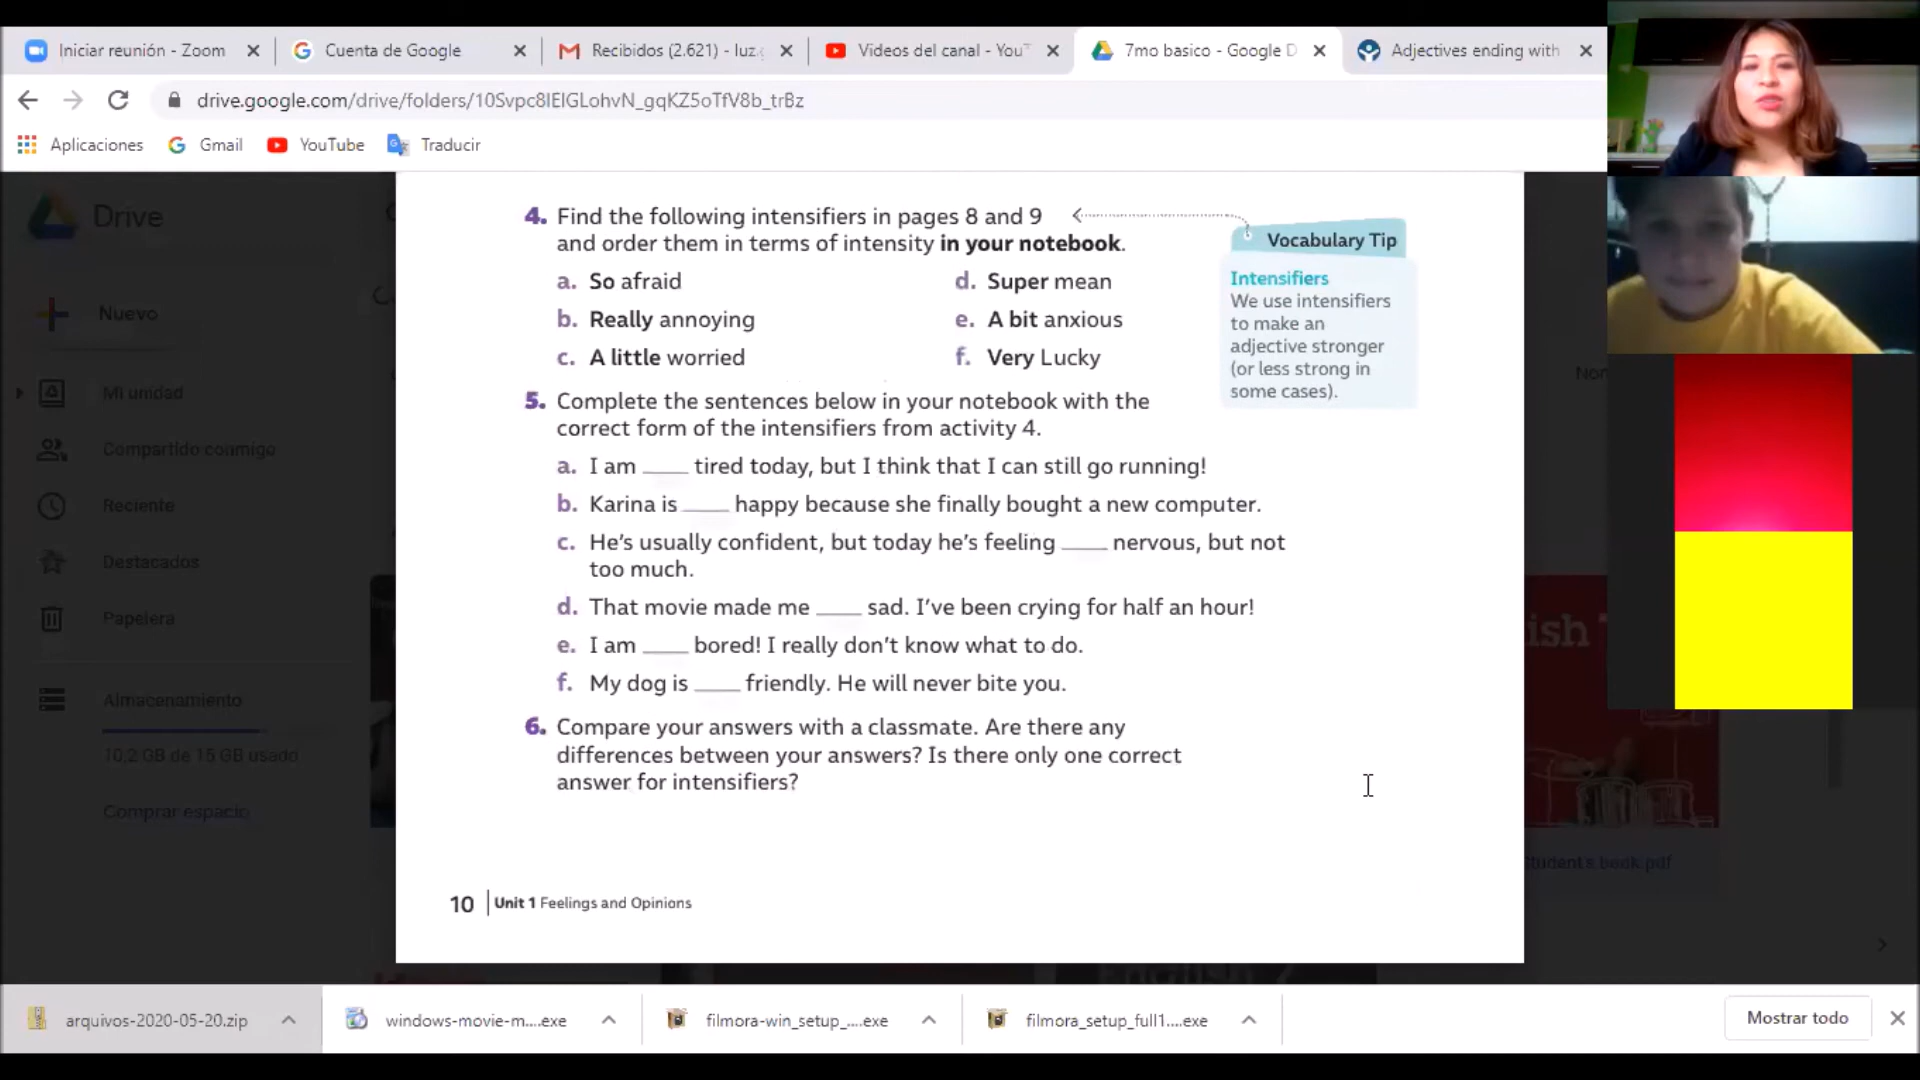 Iniciar reunión - Zoom
Cuenta de Google
Recibidos (2.621) - luz.
Videos del canal - YouT
7mo basico - Google D
Adjectives ending with
drive.google.com/drive/folders/10Svpc8IEIGLohvN_gqKZ5oTfV8b_trBz
Aplicaciones
Gmail
YouTube
Traducir
Drive
Nuevo
Mi unidad
Compartido conmigo
Reciente
Destacados
Papelera
Almacenamiento
10,2 GB de 15 GB usado
Comprar espacio
4. Find the following intensifiers in pages 8 and 9
and order them in terms of intensity in your notebook.
a. So afraid
b. Really annoying
c. A little worried
d. Super mean
e. A bit anxious
f. Very Lucky
Vocabulary Tip
Intensifiers
We use intensifiers
to make an
adjective stronger
(or less strong in
some cases).
5. Complete the sentences below in your notebook with the
correct form of the intensifiers from activity 4.
a. I am ____ tired today, but I think that I can still go running!
b. Karina is ____ happy because she finally bought a new computer.
c. He's usually confident, but today he's feeling ____ nervous, but not
too much.
d. That movie made me ____ sad. I've been crying for half an hour!
e. I am ____ bored! I really don't know what to do.
f. My dog is ____ friendly. He will never bite you.
6. Compare your answers with a classmate. Are there any
differences between your answers? Is there only one correct
answer for intensifiers?
10 Unit 1 Feelings and Opinions
Student's book.pdf
arquivos-2020-05-20.zip
windows-movie-m....exe
filmora-win_setup_....exe
filmora_setup_full1....exe
Mostrar todo